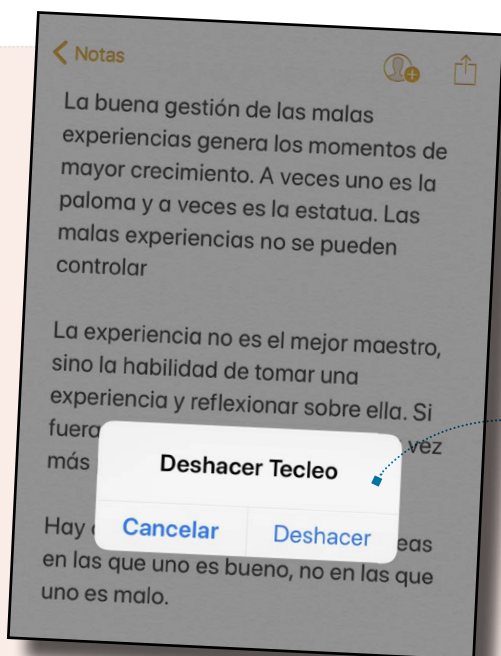 Notas
La buena gestión de las malas
experiencias genera los momentos de
mayor crecimiento. A veces uno es la
paloma y a veces es la estatua. Las
malas experiencias no se pueden
controlar
La experiencia no es el mejor maestro,
sino la habilidad de tomar una
experiencia y reflexionar sobre ella. Si
fuera vez
más
Deshacer Tecleo
Cancelar Deshacer
Hay eas
en las que uno es bueno, no en las que
uno es malo.